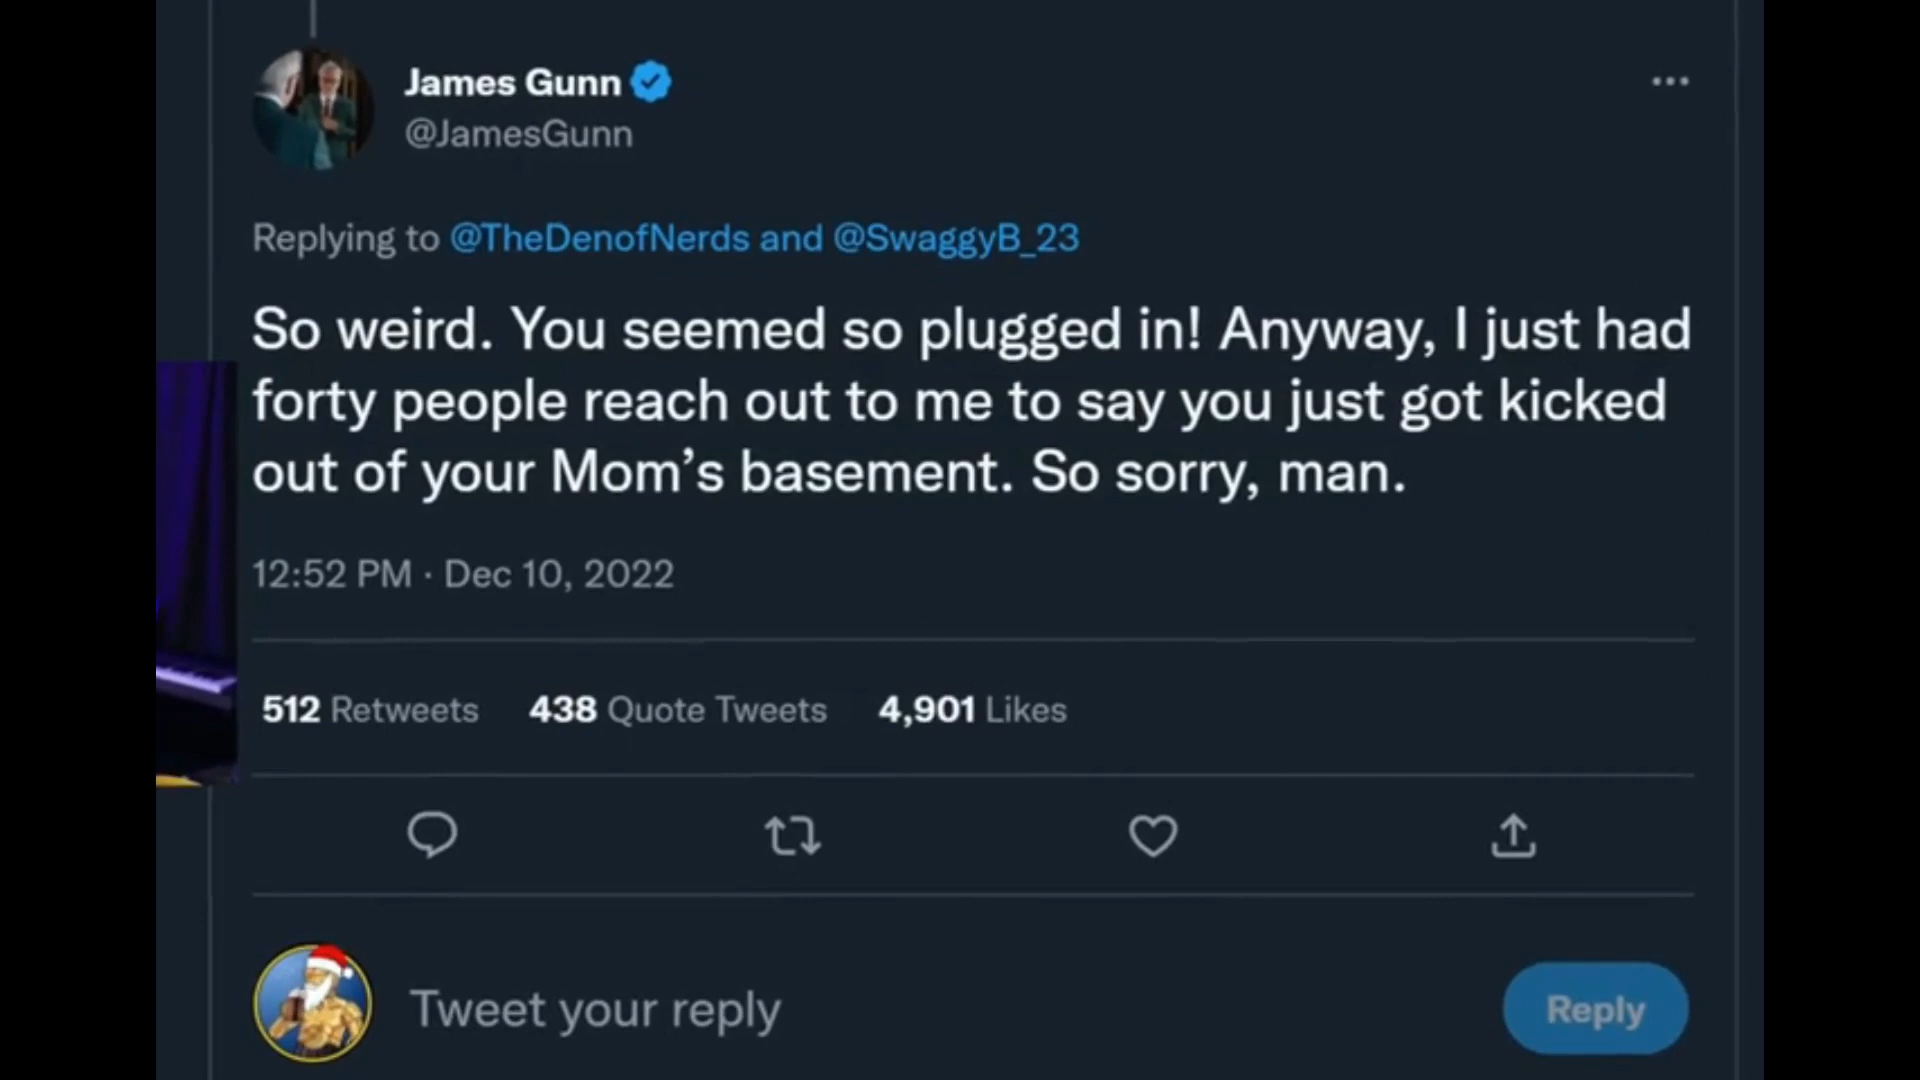 James Gunn
@JamesGunn
Replying to @TheDenofNerds and @SwaggyB_23
So weird. You seemed so plugged in! Anyway, I just had
forty people reach out to me to say you just got kicked
out of your Mom’s basement. So sorry, man.
12:52 PM · Dec 10, 2022
512 Retweets 438 Quote Tweets 4,901 Likes
Tweet your reply
Reply